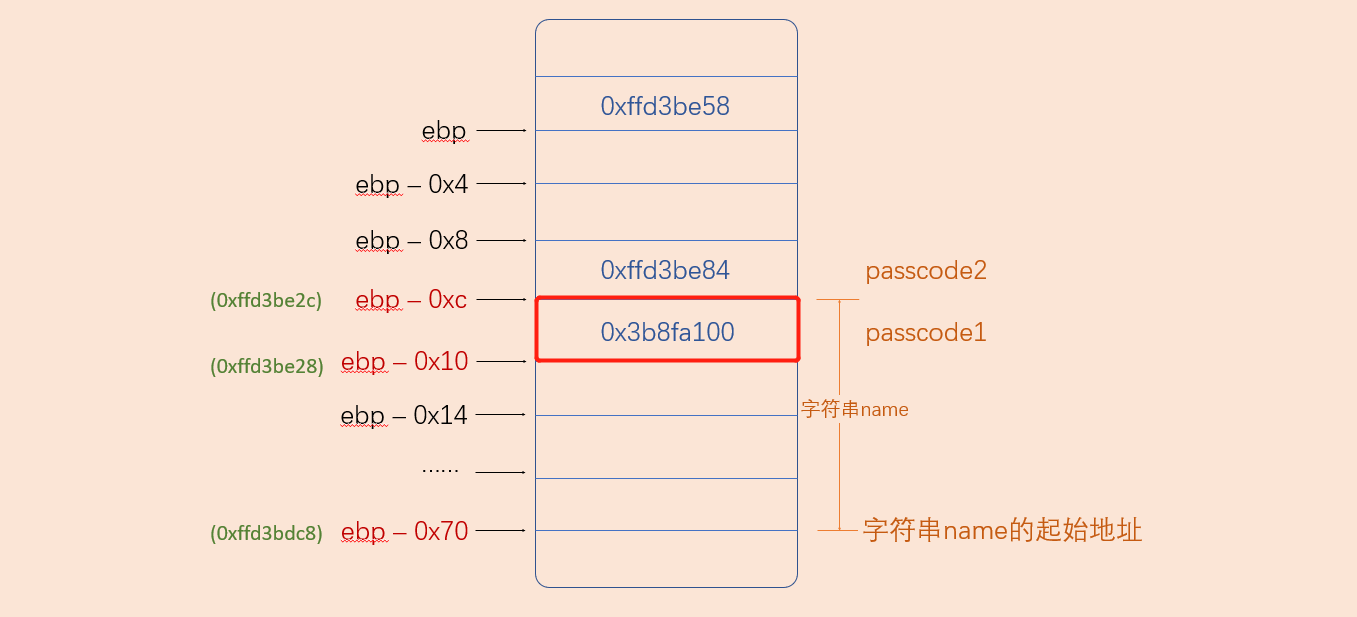 0xffd3be58
ebp
ebp – 0x4
ebp – 0x8
0xffd3be84
passcode2
(0xffd3be2c)
ebp – 0xc
0x3b8fa100
passcode1
(0xffd3be28)
ebp – 0x10
ebp – 0x14
字符串name
……
(0xffd3bdc8)
ebp – 0x70
字符串name的起始地址